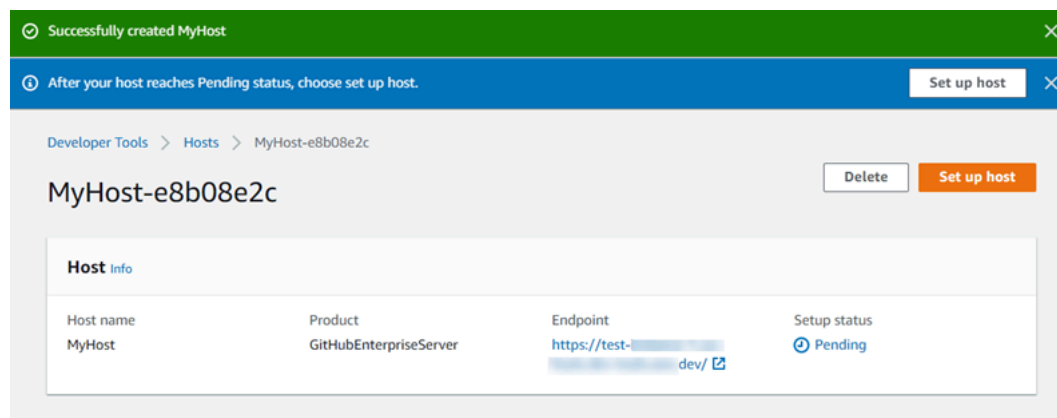 Successfully created MyHost
After your host reaches Pending status, choose set up host.
Set up host
Developer Tools > Hosts > MyHost-e8b08e2c
MyHost-e8b08e2c
Delete
Set up host
Host Info
Host name Product Endpoint Setup status
MyHost GitHubEnterpriseServer https://test- Pending
dev/